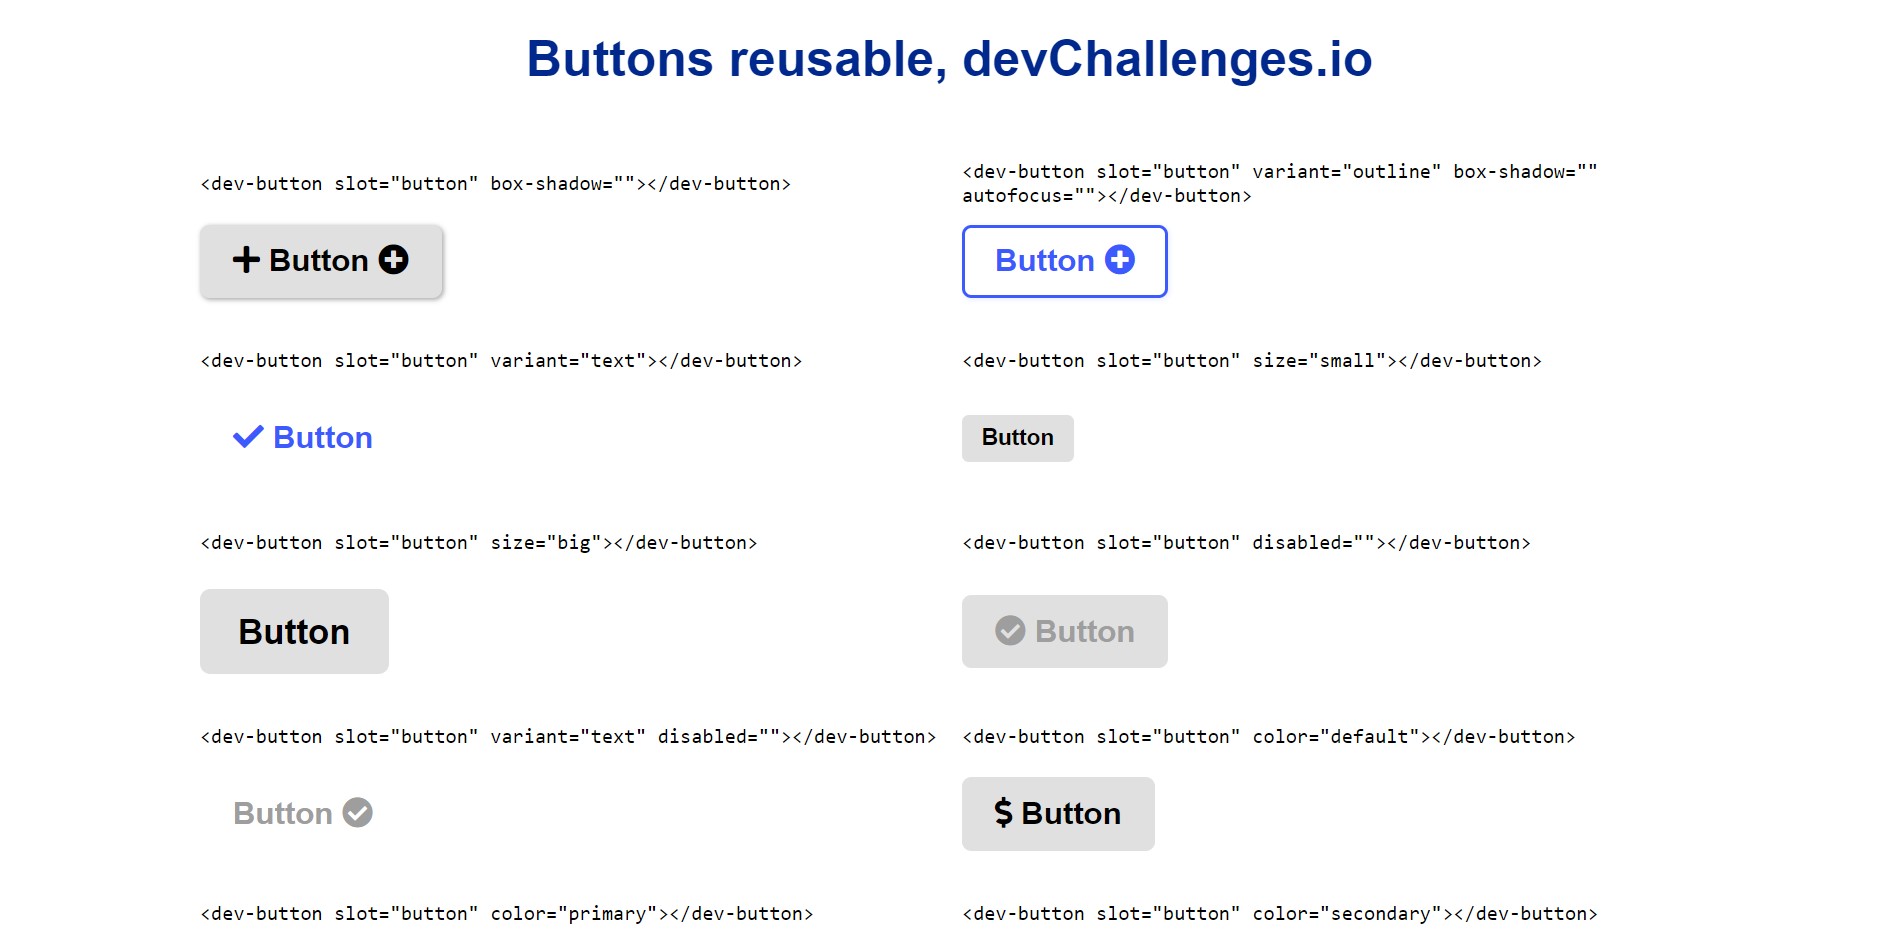 Buttons reusable, devChallenges.io
<dev-button slot="button" box-shadow=""></dev-button>
<dev-button slot="button" variant="outline" box-shadow=""
autofocus=""></dev-button>
Button
Button
<dev-button slot="button" variant="text"></dev-button>
<dev-button slot="button" size="small"></dev-button>
Button
Button
<dev-button slot="button" size="big"></dev-button>
<dev-button slot="button" disabled=""></dev-button>
Button
Button
<dev-button slot="button" variant="text" disabled=""></dev-button>
<dev-button slot="button" color="default"></dev-button>
Button
$ Button
<dev-button slot="button" color="primary"></dev-button>
<dev-button slot="button" color="secondary"></dev-button>